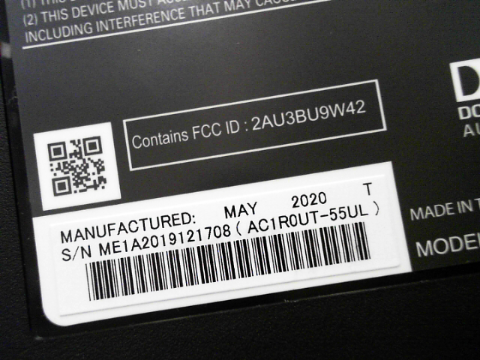 (2) THIS DEVICE MUST
INCLUDING INTERFERENCE THAT MAY CAUSE
Contains FCC ID : 2AU3BU9W42
MANUFACTURED: MAY 2020 T
S/N ME1A2019121708 ( AC1R0UT-55UL )
MADE IN
MODEL